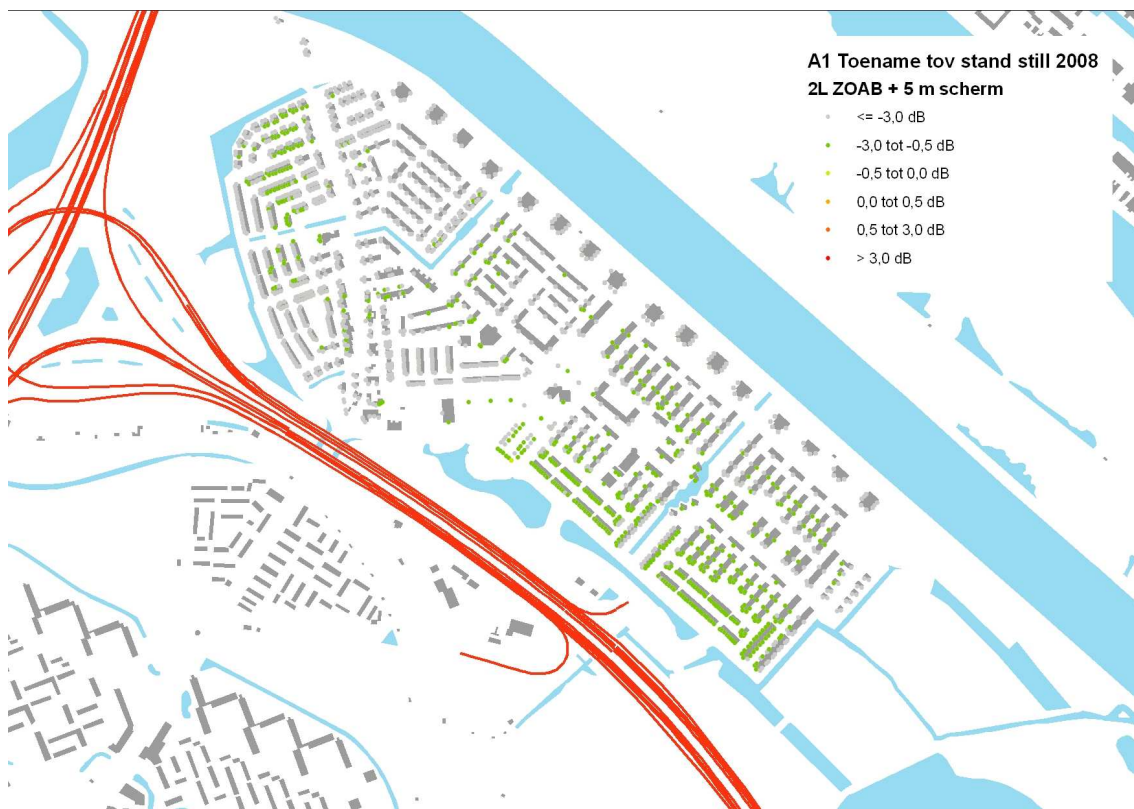 A1 Toename tov stand still 2008
2L ZOAB + 5 m scherm
<= -3,0 dB
-3,0 tot -0,5 dB
-0,5 tot 0,0 dB
0,0 tot 0,5 dB
0,5 tot 3,0 dB
> 3,0 dB